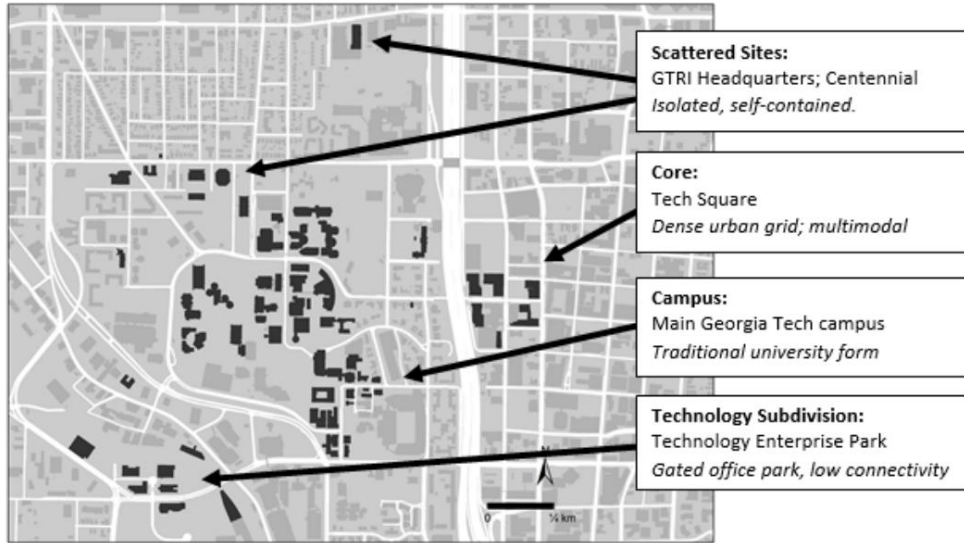 Scattered Sites:
GTRI Headquarters; Centennial
Isolated, self-contained.
Core:
Tech Square
Dense urban grid; multimodal
Campus:
Main Georgia Tech campus
Traditional university form
Technology Subdivision:
Technology Enterprise Park
Gated office park, low connectivity
N
0 ¼ km